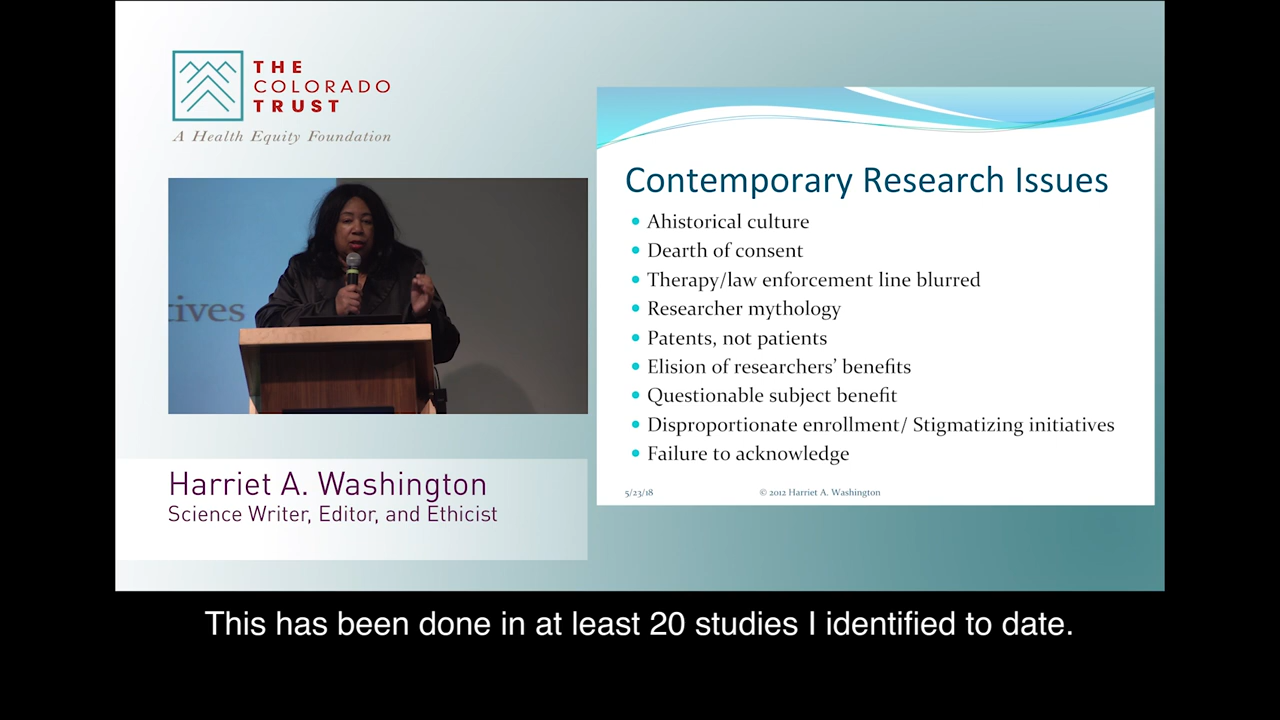 THE
COLORADO
TRUST
A Health Equity Foundation
tives
Harriet A. Washington
Science Writer, Editor, and Ethicist
Contemporary Research Issues
Ahistorical culture
Dearth of consent
Therapy/law enforcement line blurred
Researcher mythology
Patents, not patients
Elision of researchers’ benefits
Questionable subject benefit
Disproportionate enrollment/ Stigmatizing initiatives
Failure to acknowledge
5/23/18 © 2012 Harriet A. Washington
This has been done in at least 20 studies I identified to date.